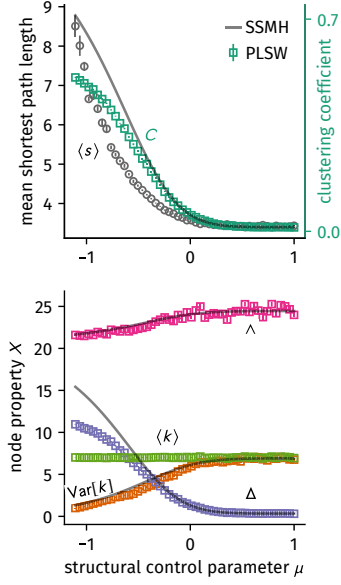 9
8
7
6
5
4
mean shortest path length
SSMH
PLSW
C
⟨s⟩
0.7
0.0
clustering coefficient
−1
0
1
25
20
15
10
5
0
node property X
∧
⟨k⟩
Var[k]
Δ
−1
0
1
structural control parameter μ